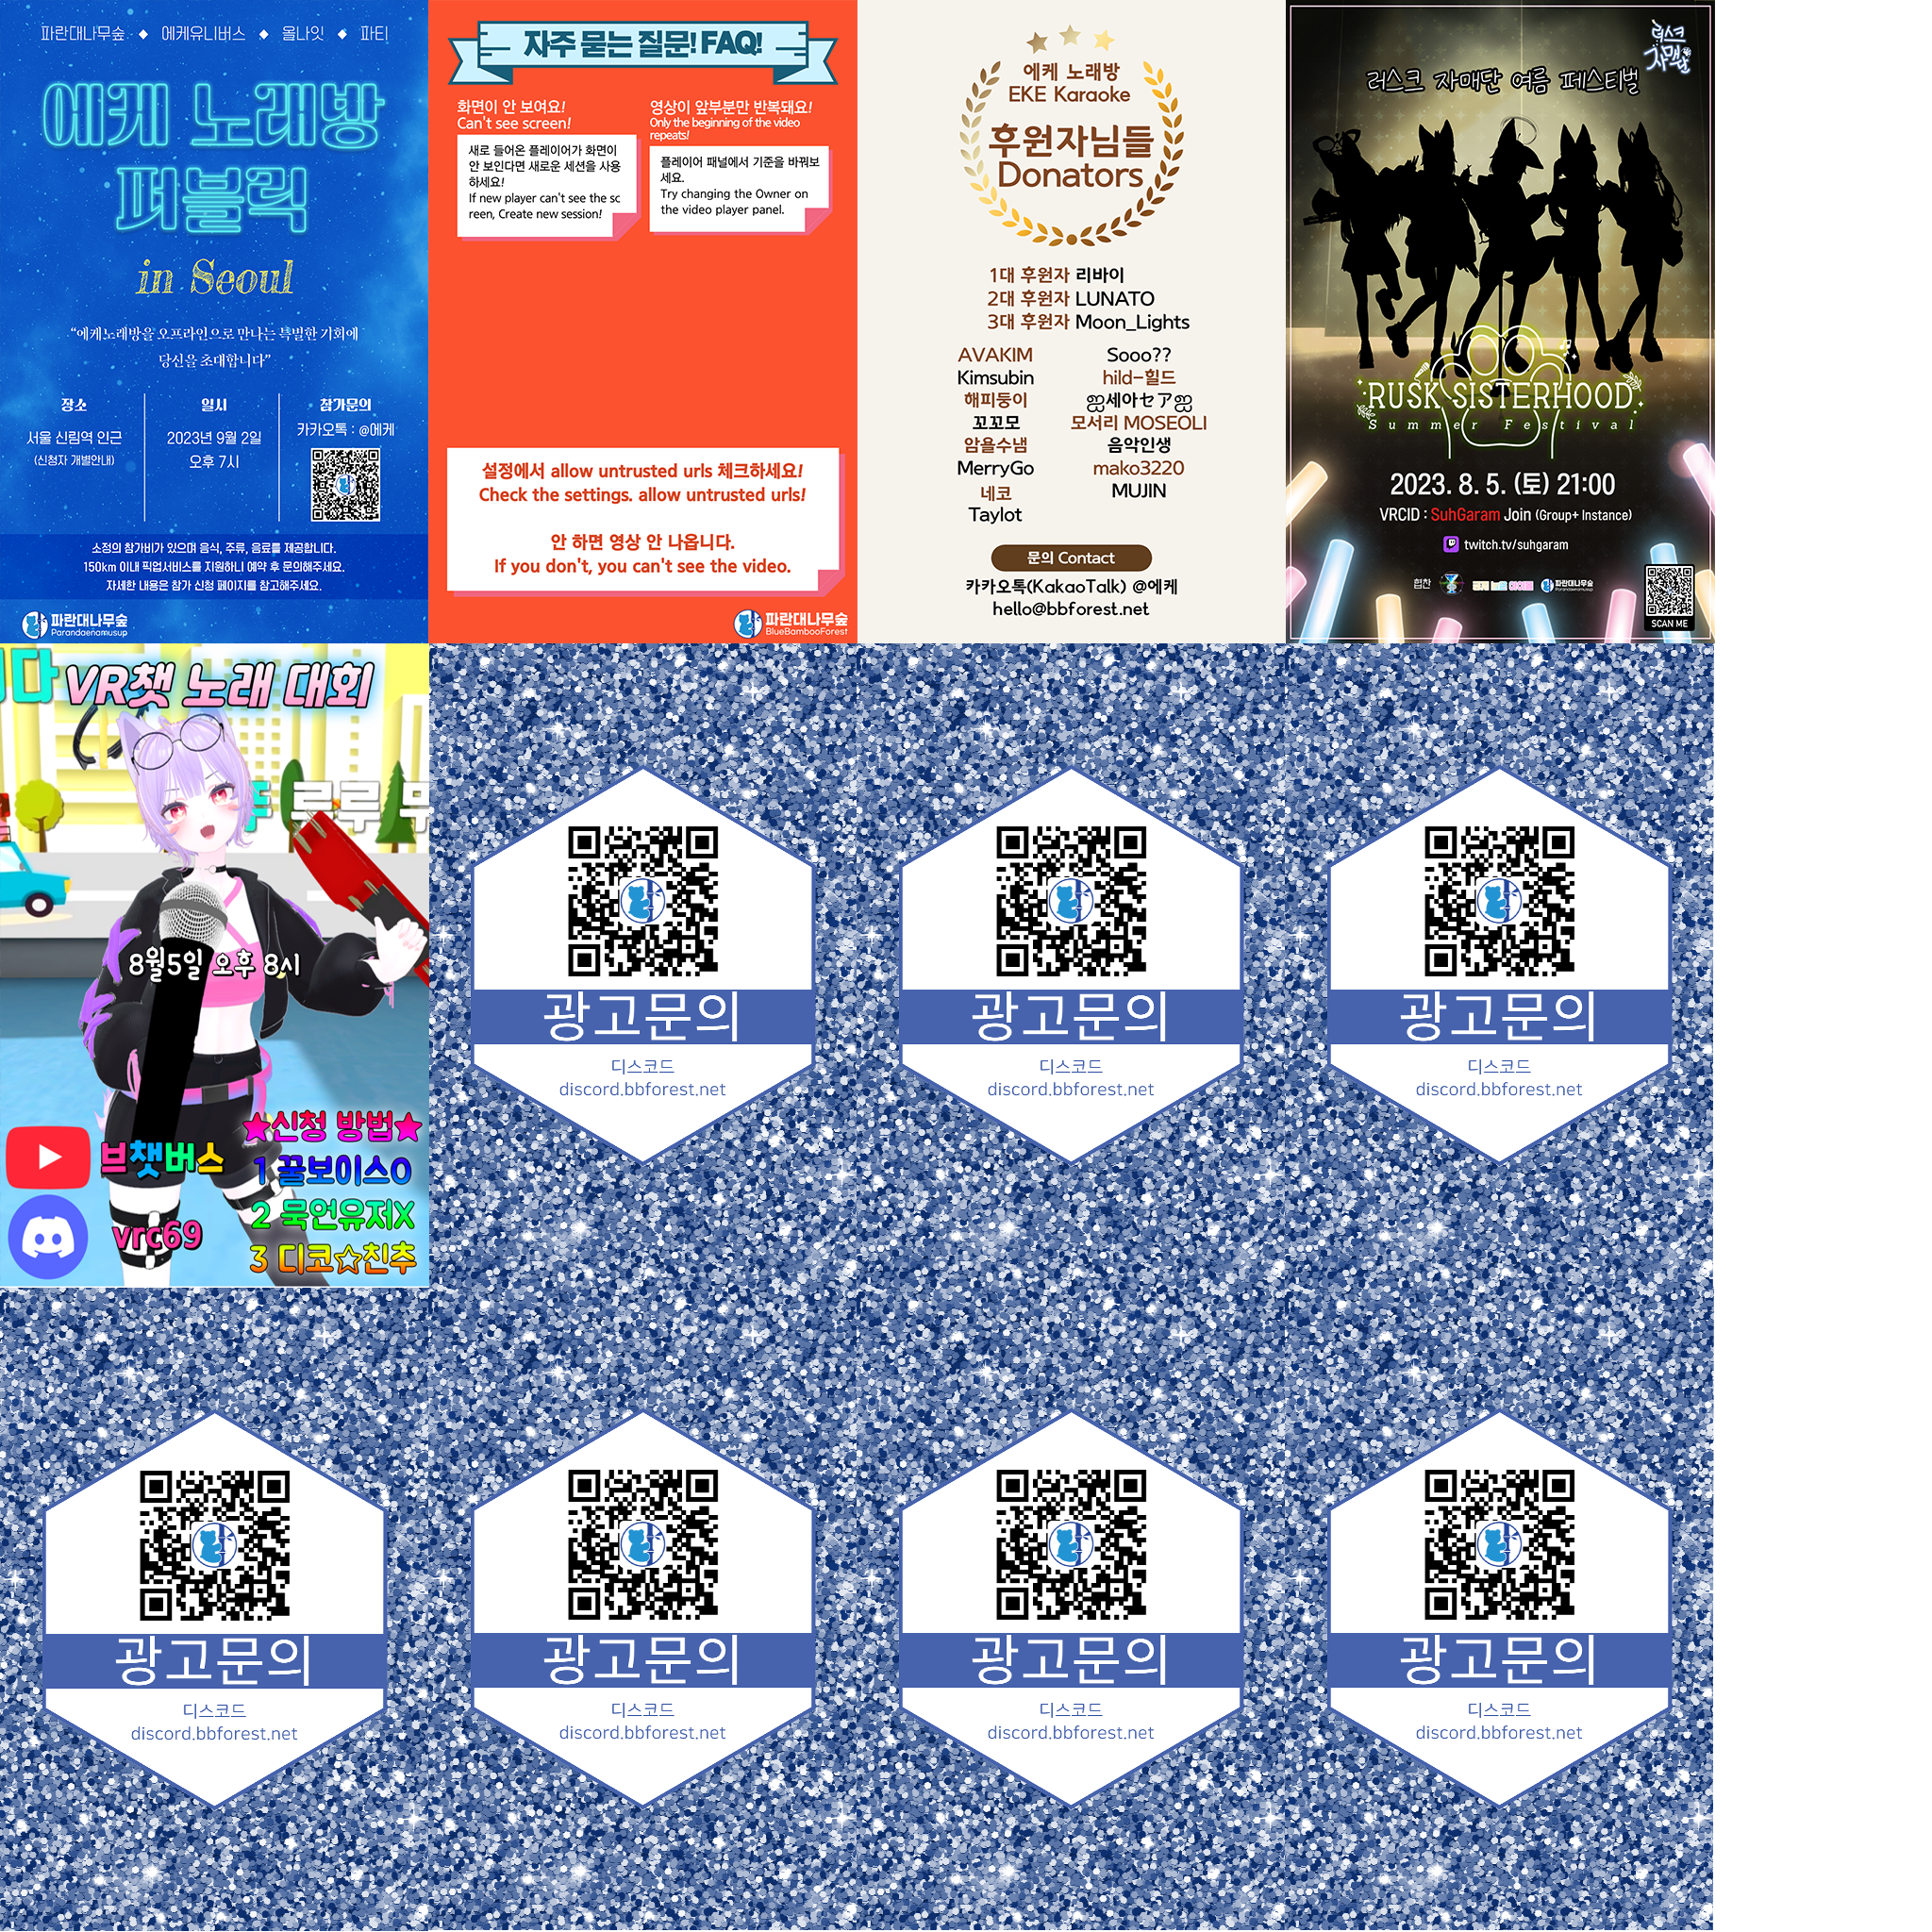 파란대나무숲 ◆ 에케유니버스 ◆ 올나잇 ◆ 파티
에케 노래방
퍼블릭
in Seoul
“에케노래방을 오프라인으로 만나는 특별한 기회에
당신을 초대합니다”
장소
서울 신림역 인근
(신청자 개별안내)
일시
2023년 9월 2일
오후 7시
참가문의
카카오톡 : @에케
소정의 참가비가 있으며 음식, 주류, 음료를 제공합니다.
150km 이내 픽업서비스를 지원하니 예약 후 문의해주세요.
자세한 내용은 참가 신청 페이지를 참고해주세요.
파란대나무숲
Parandaenamusup
자주 묻는 질문! FAQ!
화면이 안 보여요!
Can't see screen!
새로 들어온 플레이어가 화면이
안 보인다면 새로운 세션을 사용
하세요!
If new player can't see the sc
reen, Create new session!
영상이 앞부분만 반복돼요!
Only the beginning of the video
repeats!
플레이어 패널에서 기준을 바꿔보
세요.
Try changing the Owner on
the video player panel.
설정에서 allow untrusted urls 체크하세요!
Check the settings. allow untrusted urls!
안 하면 영상 안 나옵니다.
If you don't, you can't see the video.
파란대나무숲
BlueBambooForest
에케 노래방
EKE Karaoke
후원자님들
Donators
1대 후원자 리바이
2대 후원자 LUNATO
3대 후원자 Moon_Lights
AVAKIM
Kimsubin
해피둥이
꼬꼬모
암욜수냄
MerryGo
네코
Taylot
Sooo??
hild-힐드
ஐ세아セアஐ
모서리 MOSEOLI
음악인생
mako3220
MUJIN
문의 Contact
카카오톡(KakaoTalk) @에케
hello@bbforest.net
러스크
자매단
러스크 자매단 여름 페스티벌
RUSK SISTERHOOD
Summer Festival
2023. 8. 5. (토) 21:00
VRCID : SuhGaram Join (Group+ Instance)
twitch.tv/suhgaram
협찬
파란대나무숲
Parandaenamusup
SCAN ME
다
VR챗 노래 대회
루루
8월5일 오후 8시
브챗버스
vrc69
★신청 방법★
1 꿀보이스O
2 묵언유저X
3 디코☆친추
광고문의
디스코드
discord.bbforest.net
광고문의
디스코드
discord.bbforest.net
광고문의
디스코드
discord.bbforest.net
광고문의
디스코드
discord.bbforest.net
광고문의
디스코드
discord.bbforest.net
광고문의
디스코드
discord.bbforest.net
광고문의
디스코드
discord.bbforest.net